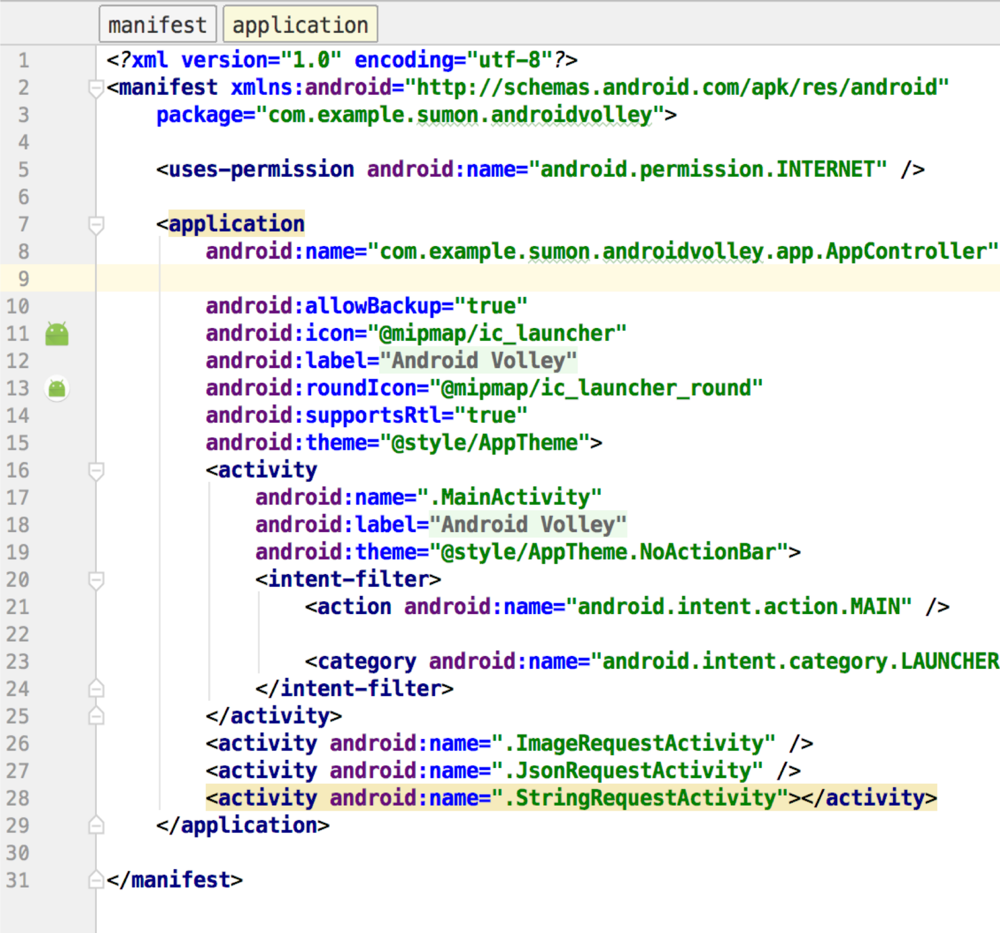 manifest application
1 <?xml version="1.0" encoding="utf-8"?>
2 <manifest xmlns:android="http://schemas.android.com/apk/res/android"
3     package="com.example.sumon.androidvolley">
4
5     <uses-permission android:name="android.permission.INTERNET" />
6
7     <application
8         android:name="com.example.sumon.androidvolley.app.AppController"
9
10         android:allowBackup="true"
11         android:icon="@mipmap/ic_launcher"
12         android:label="Android Volley"
13         android:roundIcon="@mipmap/ic_launcher_round"
14         android:supportsRtl="true"
15         android:theme="@style/AppTheme">
16         <activity
17             android:name=".MainActivity"
18             android:label="Android Volley"
19             android:theme="@style/AppTheme.NoActionBar">
20             <intent-filter>
21                 <action android:name="android.intent.action.MAIN" />
22
23                 <category android:name="android.intent.category.LAUNCHER
24             </intent-filter>
25         </activity>
26         <activity android:name=".ImageRequestActivity" />
27         <activity android:name=".JsonRequestActivity" />
28         <activity android:name=".StringRequestActivity"></activity>
29     </application>
30
31 </manifest>